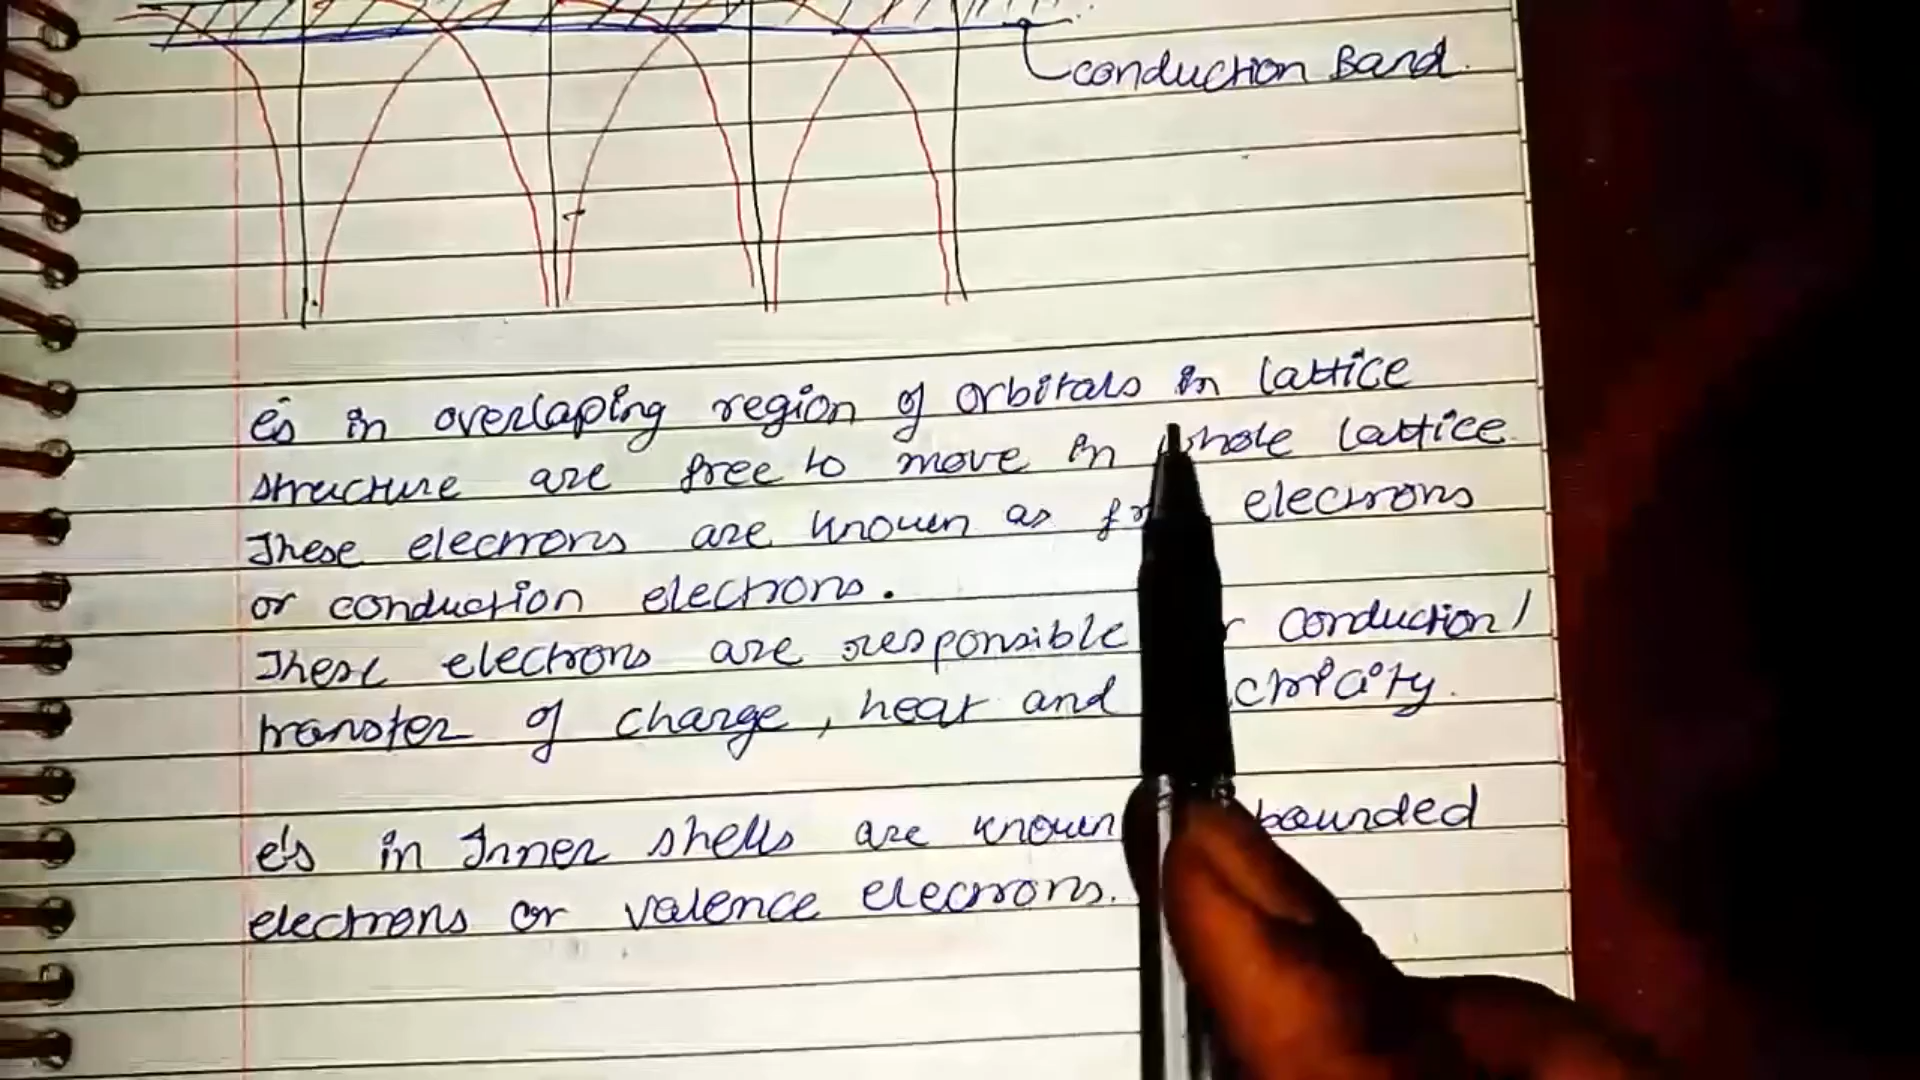 conduction Band.
e's in overlaping region of orbitals in lattice
structure are free to move in whole lattice.
These electrons are known as electrons
or conduction electrons.
These electrons are responsible conduction/
transfer of charge, heat and
e's in Inner shells are known bounded
electrons or valence electrons.